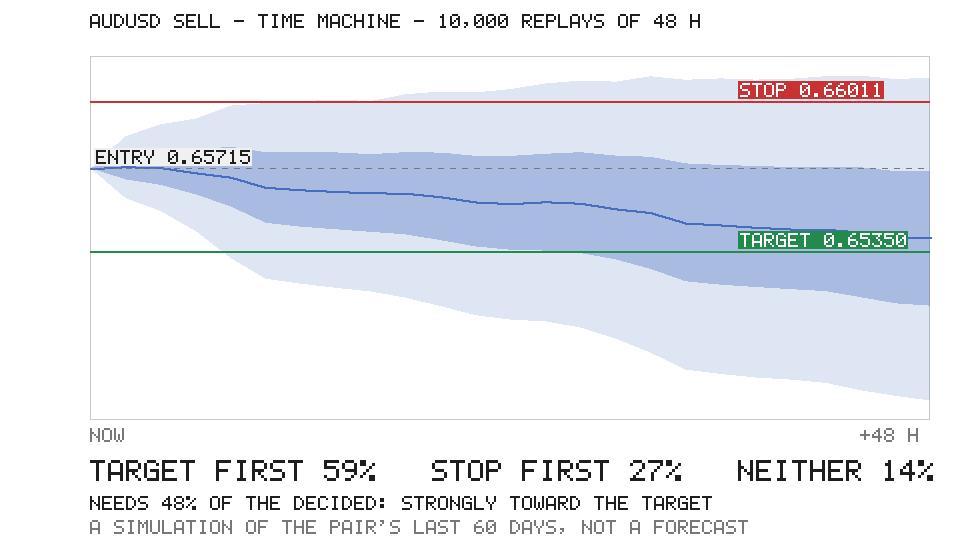 AUDUSD SELL - TIME MACHINE - 10,000 REPLAYS OF 48 H
STOP 0.66011
ENTRY 0.65715
TARGET 0.65350
NOW
+48 H
TARGET FIRST 59% STOP FIRST 27% NEITHER 14%
NEEDS 48% OF THE DECIDED: STRONGLY TOWARD THE TARGET
A SIMULATION OF THE PAIR'S LAST 60 DAYS, NOT A FORECAST